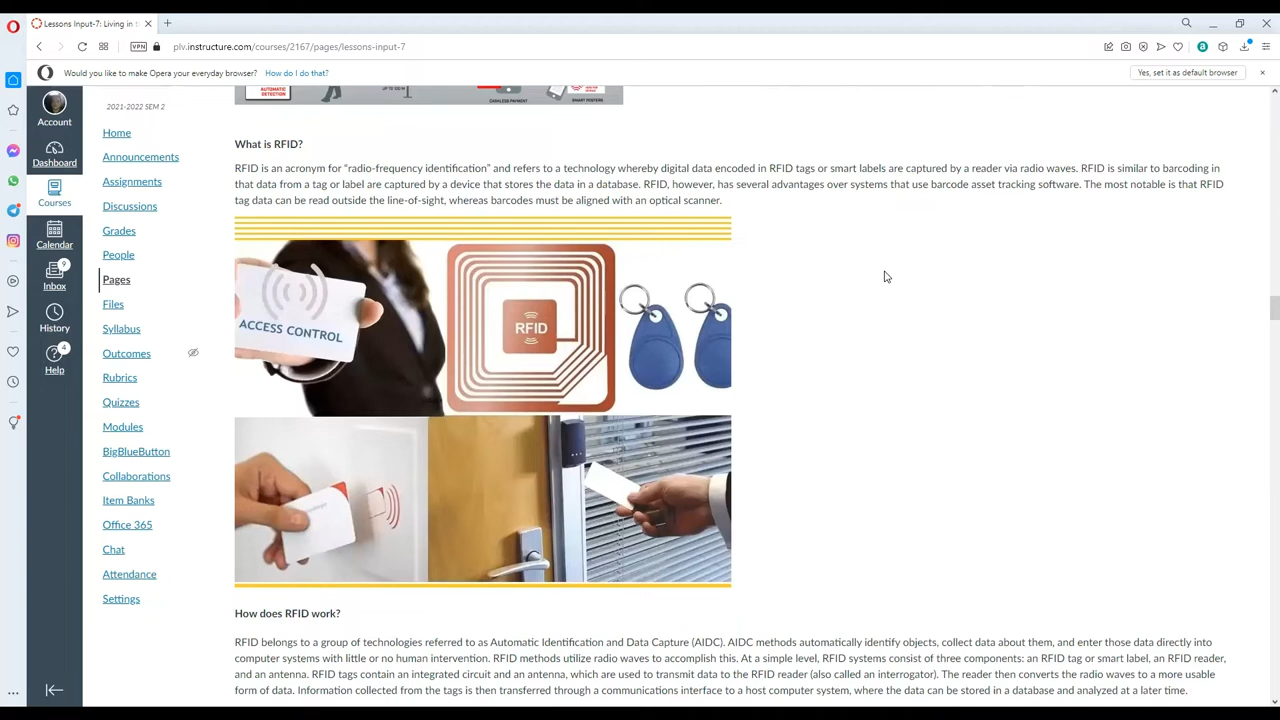 Lessons Input-7: Living in t
plv.instructure.com/courses/2167/pages/lessons-input-7
VPN
Would you like to make Opera your everyday browser? How do I do that?
Yes, set it as default browser
Account
Dashboard
Courses
Calendar
9
Inbox
History
4
Help
2021-2022 SEM 2
Home
Announcements
Assignments
Discussions
Grades
People
Pages
Files
Syllabus
Outcomes
Rubrics
Quizzes
Modules
BigBlueButton
Collaborations
Item Banks
Office 365
Chat
Attendance
Settings
AUTOMATIC
DETECTION
CASHLESS PAYMENT
SMART POSTERS
What is RFID?
RFID is an acronym for “radio-frequency identification” and refers to a technology whereby digital data encoded in RFID tags or smart labels are captured by a reader via radio waves. RFID is similar to barcoding in
that data from a tag or label are captured by a device that stores the data in a database. RFID, however, has several advantages over systems that use barcode asset tracking software. The most notable is that RFID
tag data can be read outside the line-of-sight, whereas barcodes must be aligned with an optical scanner.
ACCESS CONTROL
RFID
How does RFID work?
RFID belongs to a group of technologies referred to as Automatic Identification and Data Capture (AIDC). AIDC methods automatically identify objects, collect data about them, and enter those data directly into
computer systems with little or no human intervention. RFID methods utilize radio waves to accomplish this. At a simple level, RFID systems consist of three components: an RFID tag or smart label, an RFID reader,
and an antenna. RFID tags contain an integrated circuit and an antenna, which are used to transmit data to the RFID reader (also called an interrogator). The reader then converts the radio waves to a more usable
form of data. Information collected from the tags is then transferred through a communications interface to a host computer system, where the data can be stored in a database and analyzed at a later time.